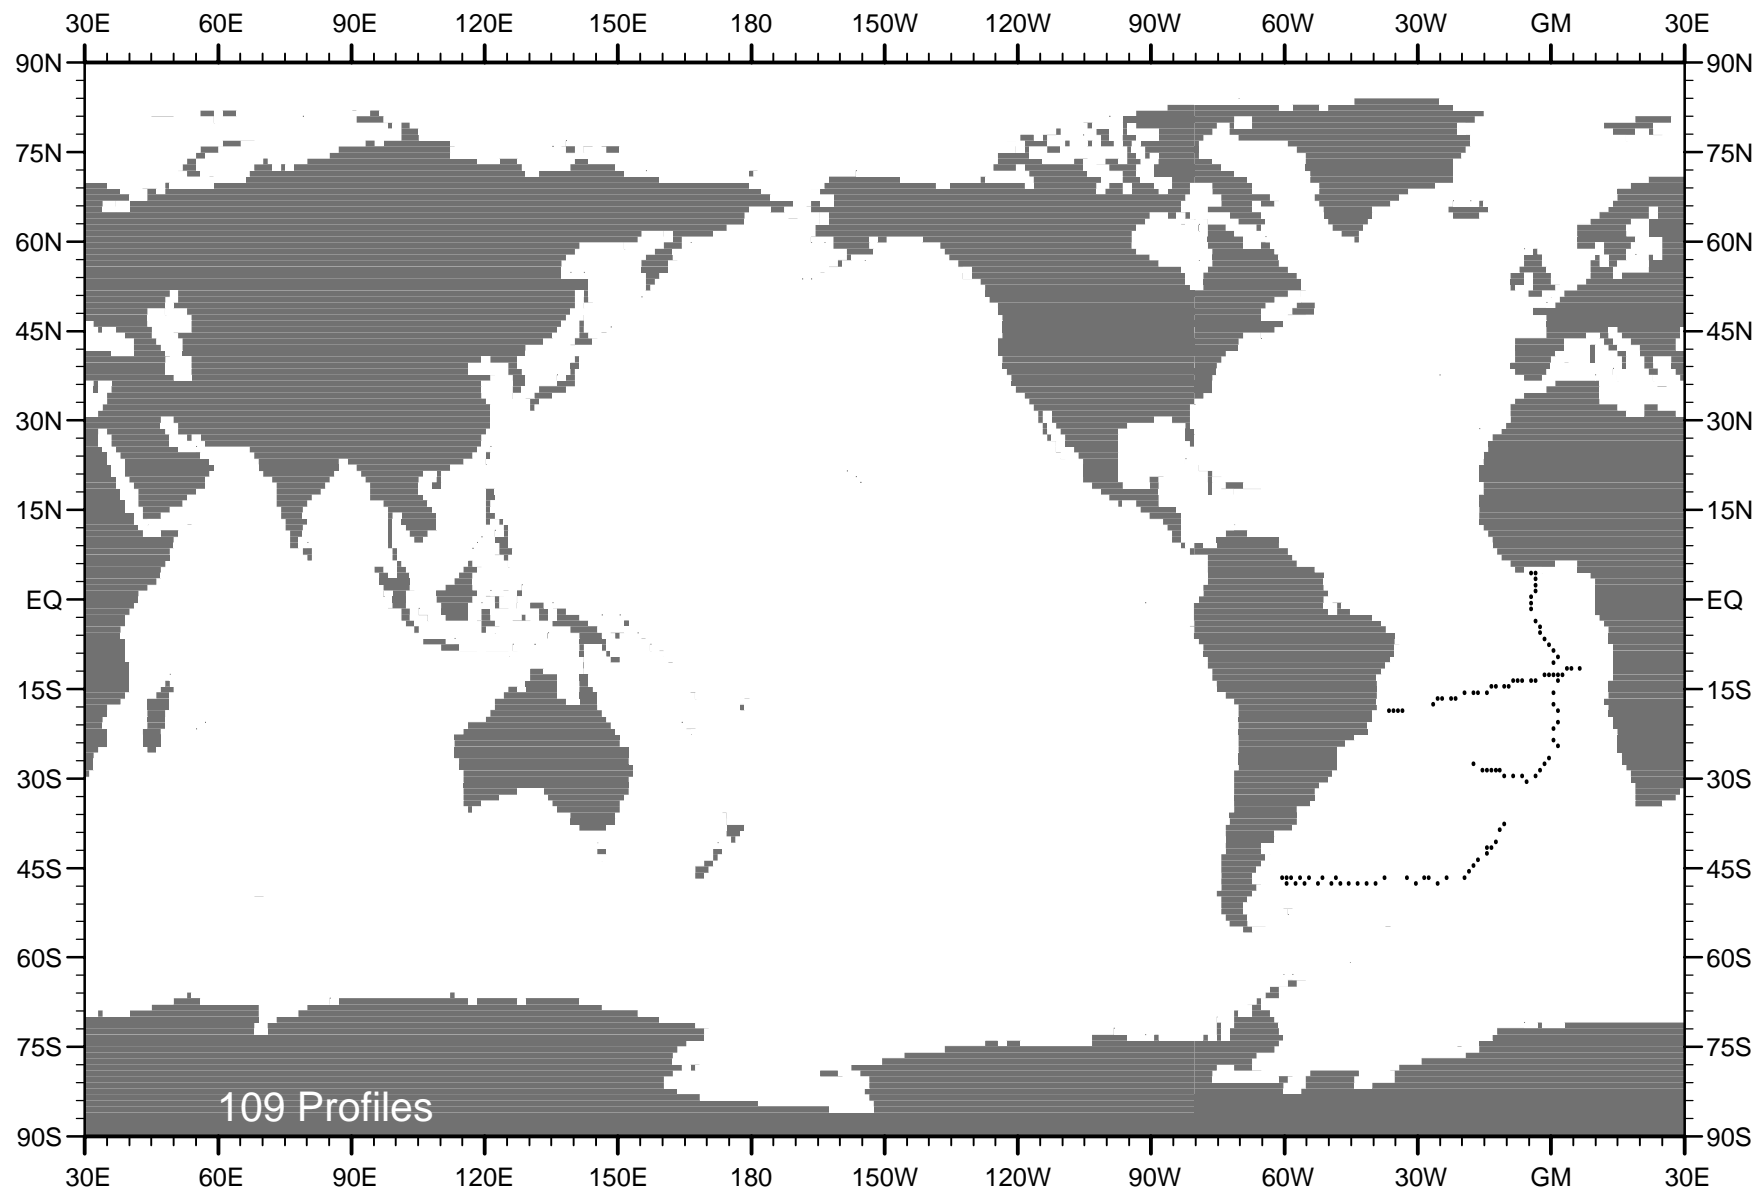 30E 60E 90E 120E 150E 180 150W 120W 90W 60W 30W GM 30E
90N 90N
75N 75N
60N 60N
45N 45N
30N 30N
15N 15N
EQ EQ
15S 15S
30S 30S
45S 45S
60S 60S
75S 75S
109 Profiles
90S 90S
30E 60E 90E 120E 150E 180 150W 120W 90W 60W 30W GM 30E